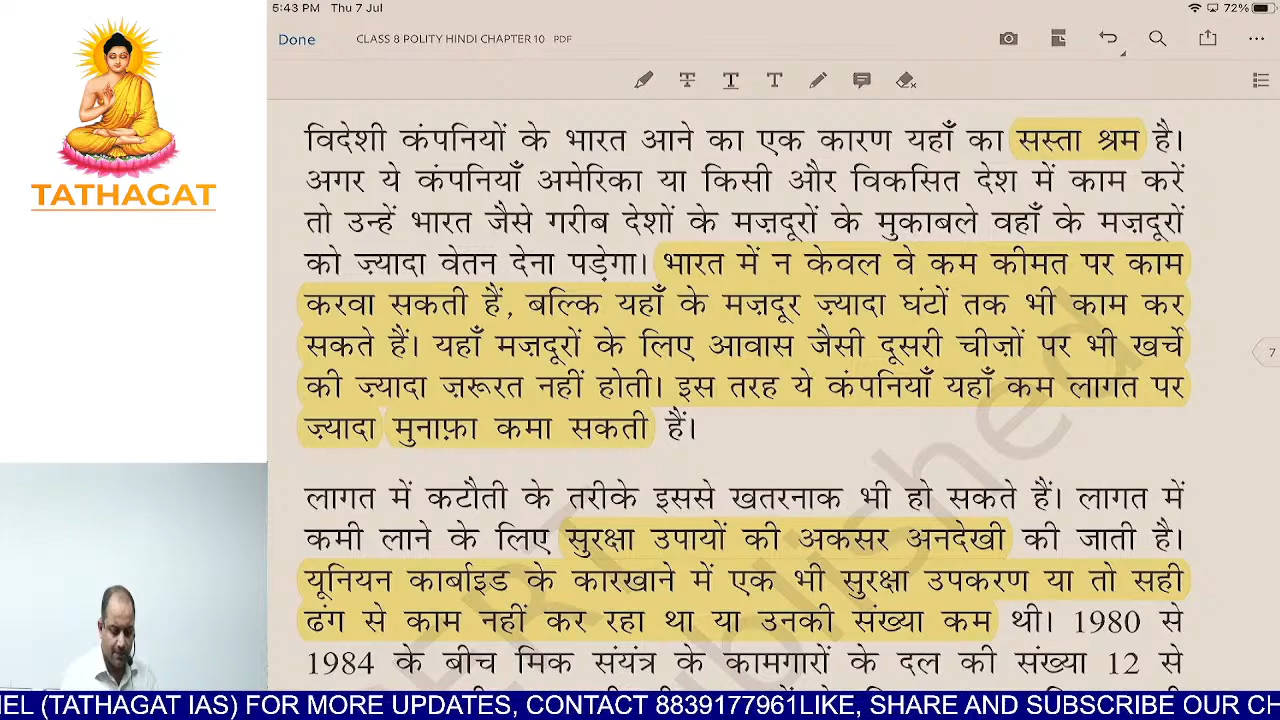 5:43 PM Thu 7 Jul
72%
Done
CLASS 8 POLITY HINDI CHAPTER 10 PDF
TATHAGAT
विदेशी कंपनियों के भारत आने का एक कारण यहाँ का सस्ता श्रम है।
अगर ये कंपनियाँ अमेरिका या किसी और विकसित देश में काम करें
तो उन्हें भारत जैसे गरीब देशों के मज़दूरों के मुकाबले वहाँ के मज़दूरों
को ज़्यादा वेतन देना पड़ेगा। भारत में न केवल वे कम कीमत पर काम
करवा सकती हैं, बल्कि यहाँ के मज़दूर ज़्यादा घंटों तक भी काम कर
सकते हैं। यहाँ मज़दूरों के लिए आवास जैसी दूसरी चीज़ों पर भी खर्चे
की ज़्यादा ज़रूरत नहीं होती। इस तरह ये कंपनियाँ यहाँ कम लागत पर
ज़्यादा मुनाफ़ा कमा सकती हैं।
7
लागत में कटौती के तरीके इससे खतरनाक भी हो सकते हैं। लागत में
कमी लाने के लिए सुरक्षा उपायों की अकसर अनदेखी की जाती है।
यूनियन कार्बाइड के कारखाने में एक भी सुरक्षा उपकरण या तो सही
ढंग से काम नहीं कर रहा था या उनकी संख्या कम थी। 1980 से
1984 के बीच मिक संयंत्र के कामगारों के दल की संख्या 12 से
NEL (TATHAGAT IAS) FOR MORE UPDATES, CONTACT 8839177961LIKE, SHARE AND SUBSCRIBE OUR CH